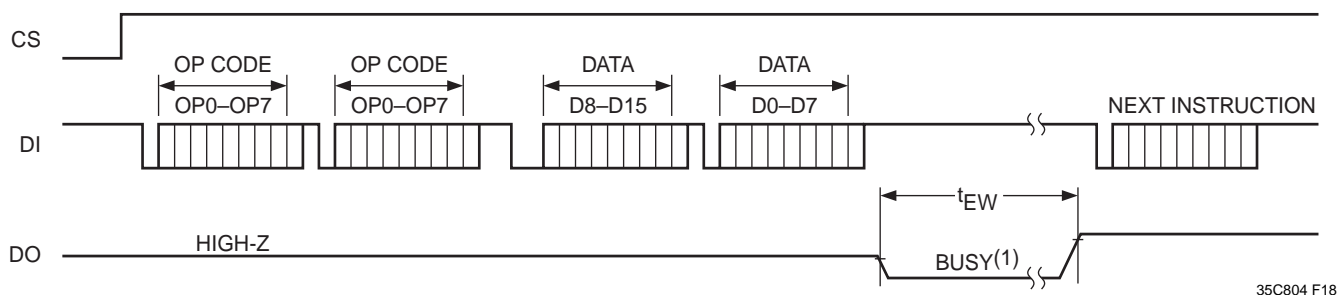 CS
OP CODE OP CODE DATA DATA
OP0–OP7 OP0–OP7 D8–D15 D0–D7 NEXT INSTRUCTION
DI
tEW
HIGH-Z
DO BUSY(1)
35C804 F18